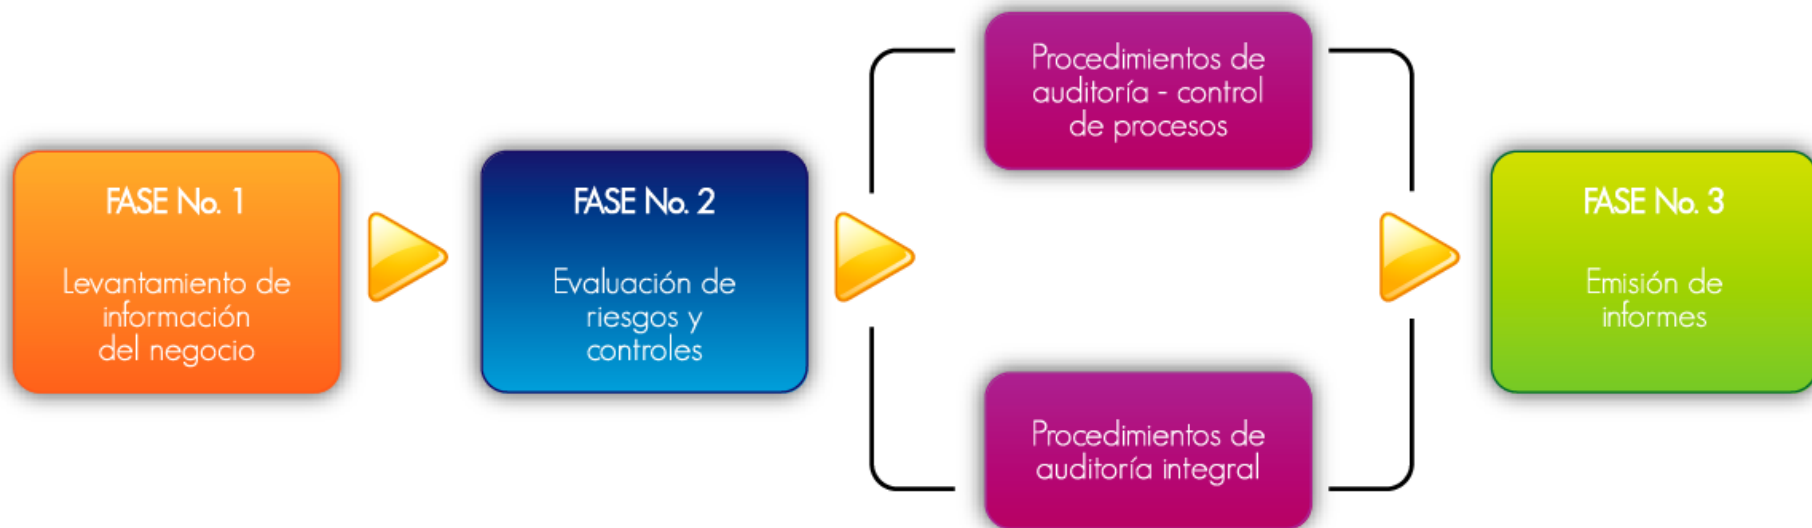 FASE No. 1
Levantamiento de
información
del negocio
FASE No. 2
Evaluación de
riesgos y
controles
Procedimientos de
auditoría - control
de procesos
Procedimientos de
auditoría integral
FASE No. 3
Emisión de
informes